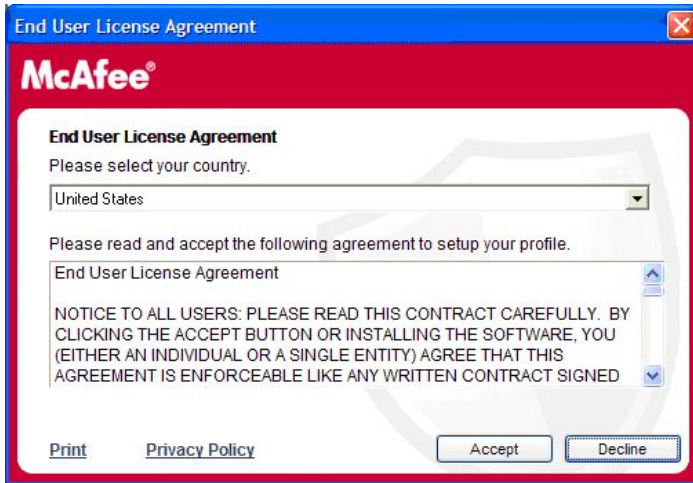 End User License Agreement
McAfee®
End User License Agreement
Please select your country.
United States
Please read and accept the following agreement to setup your profile.
End User License Agreement
NOTICE TO ALL USERS: PLEASE READ THIS CONTRACT CAREFULLY.  BY
CLICKING THE ACCEPT BUTTON OR INSTALLING THE SOFTWARE, YOU
(EITHER AN INDIVIDUAL OR A SINGLE ENTITY) AGREE THAT THIS
AGREEMENT IS ENFORCEABLE LIKE ANY WRITTEN CONTRACT SIGNED
Print Privacy Policy Accept Decline